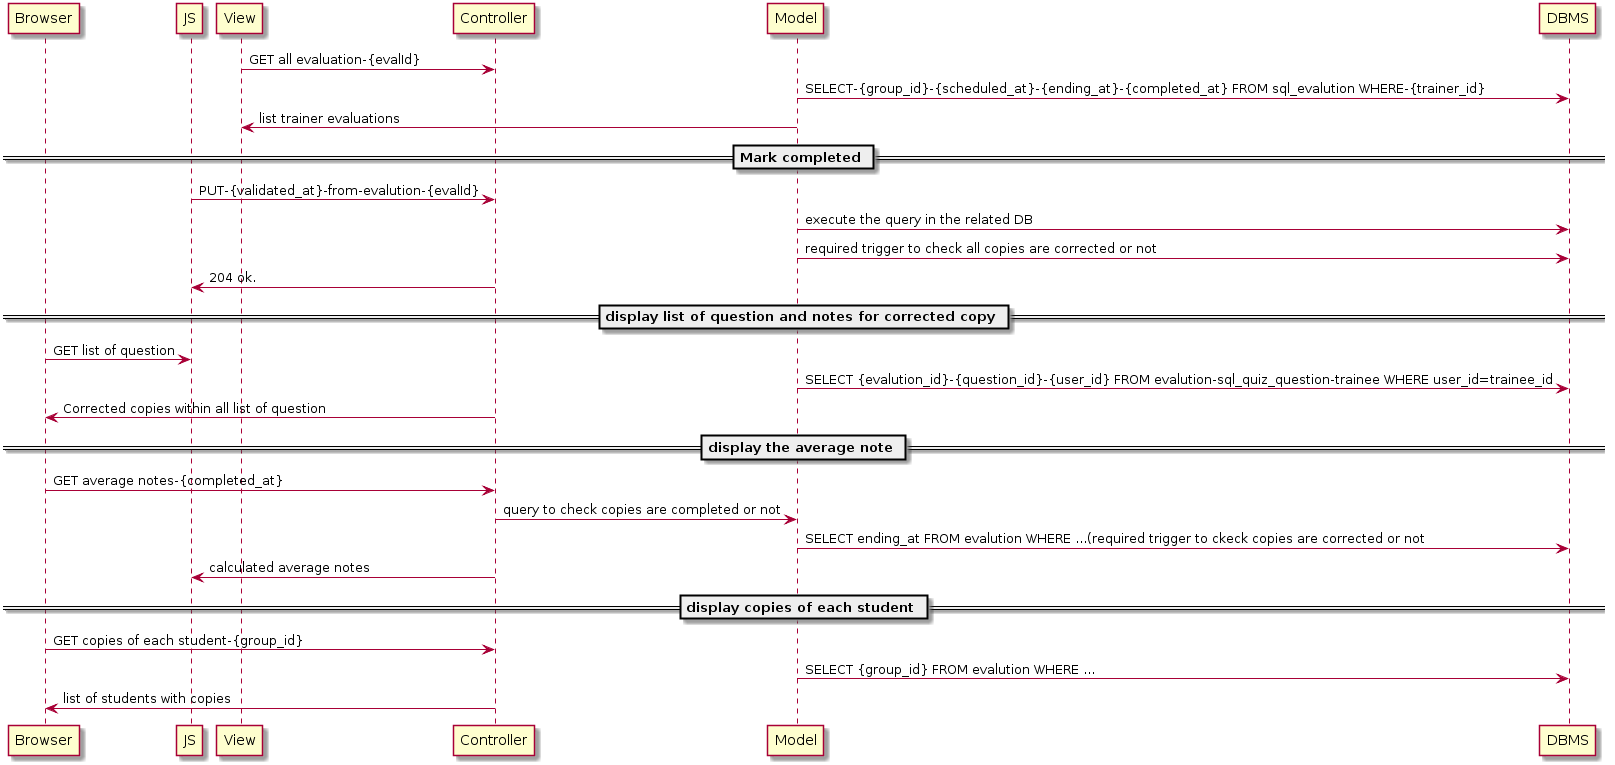 Browser JS View Controller Model DBMS
GET all evaluation-{evalId}
SELECT-{group_id}-{scheduled_at}-{ending_at}-{completed_at} FROM sql_evalution WHERE-{trainer_id}
list trainer evaluations
Mark completed
PUT-{validated_at}-from-evalution-{evalId}
execute the query in the related DB
required trigger to check all copies are corrected or not
204 ok.
display list of question and notes for corrected copy
GET list of question
SELECT {evalution_id}-{question_id}-{user_id} FROM evalution-sql_quiz_question-trainee WHERE user_id=trainee_id
Corrected copies within all list of question
display the average note
GET average notes-{completed_at}
query to check copies are completed or not
SELECT ending_at FROM evalution WHERE ...(required trigger to ckeck copies are corrected or not
calculated average notes
display copies of each student
GET copies of each student-{group_id}
SELECT {group_id} FROM evalution WHERE ...
list of students with copies
Browser JS View Controller Model DBMS